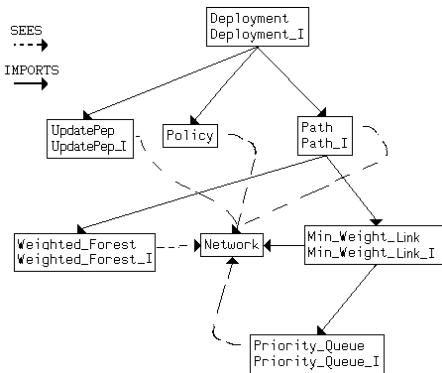 SEES
IMPORTS
Deployment
Deployment_I
UpdatePep
UpdatePep_I
Policy
Path
Path_I
Weighted_Forest
Weighted_Forest_I
Network
Min_Weight_Link
Min_Weight_Link_I
Priority_Queue
Priority_Queue_I